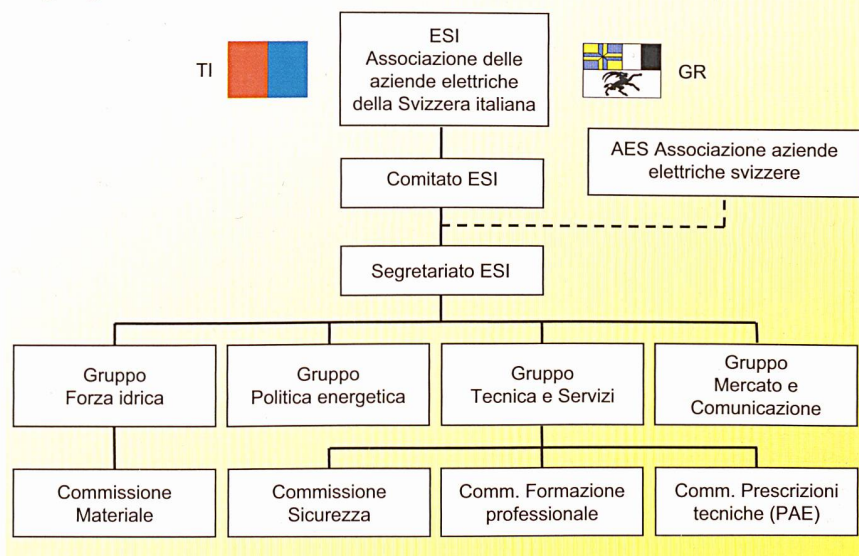 ESI
Associazione delle
aziende elettriche
della Svizzera italiana
TI
GR
AES Associazione aziende
elettriche svizzere
Comitato ESI
Segretariato ESI
Gruppo
Forza idrica
Gruppo
Politica energetica
Gruppo
Tecnica e Servizi
Gruppo
Mercato e
Comunicazione
Commissione
Materiale
Commissione
Sicurezza
Comm. Formazione
professionale
Comm. Prescrizioni
tecniche (PAE)